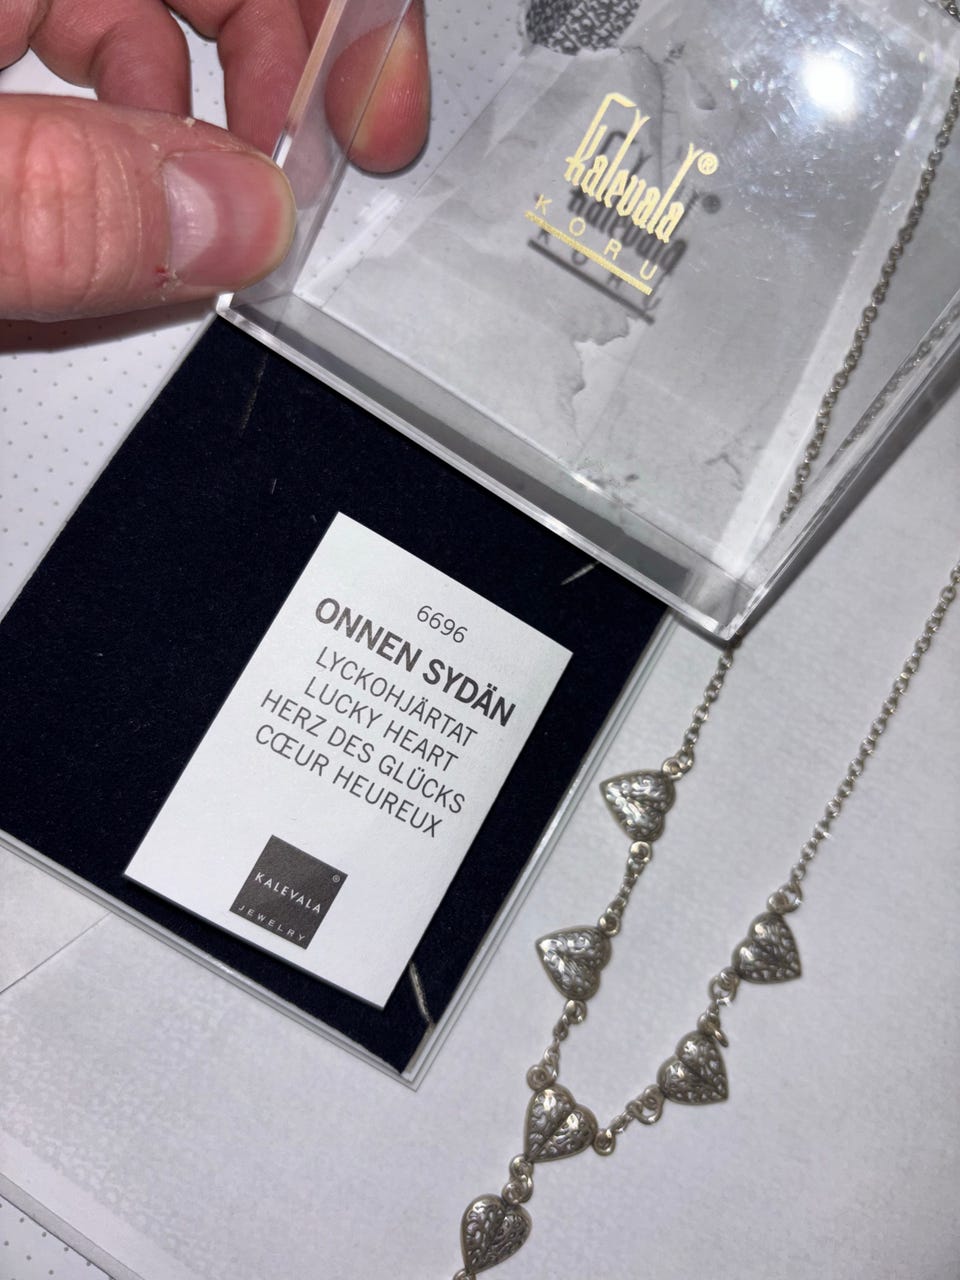 Kalevala®
KORU
6696
ONNEN SYDÄN
LYCKOHJÄRTAT
LUCKY HEART
HERZ DES GLÜCKS
CŒUR HEUREUX
KALEVALA®
JEWELRY